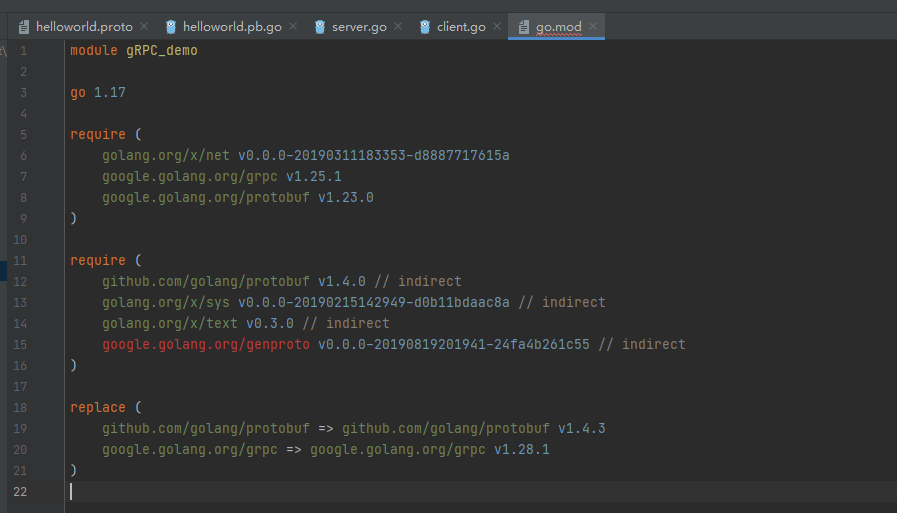 helloworld.proto helloworld.pb.go server.go client.go go.mod
1 module gRPC_demo
2
3 go 1.17
4
5 require (
6 golang.org/x/net v0.0.0-20190311183353-d8887717615a
7 google.golang.org/grpc v1.25.1
8 google.golang.org/protobuf v1.23.0
9 )
10
11 require (
12 github.com/golang/protobuf v1.4.0 // indirect
13 golang.org/x/sys v0.0.0-20190215142949-d0b11bdaac8a // indirect
14 golang.org/x/text v0.3.0 // indirect
15 google.golang.org/genproto v0.0.0-20190819201941-24fa4b261c55 // indirect
16 )
17
18 replace (
19 github.com/golang/protobuf => github.com/golang/protobuf v1.4.3
20 google.golang.org/grpc => google.golang.org/grpc v1.28.1
21 )
22